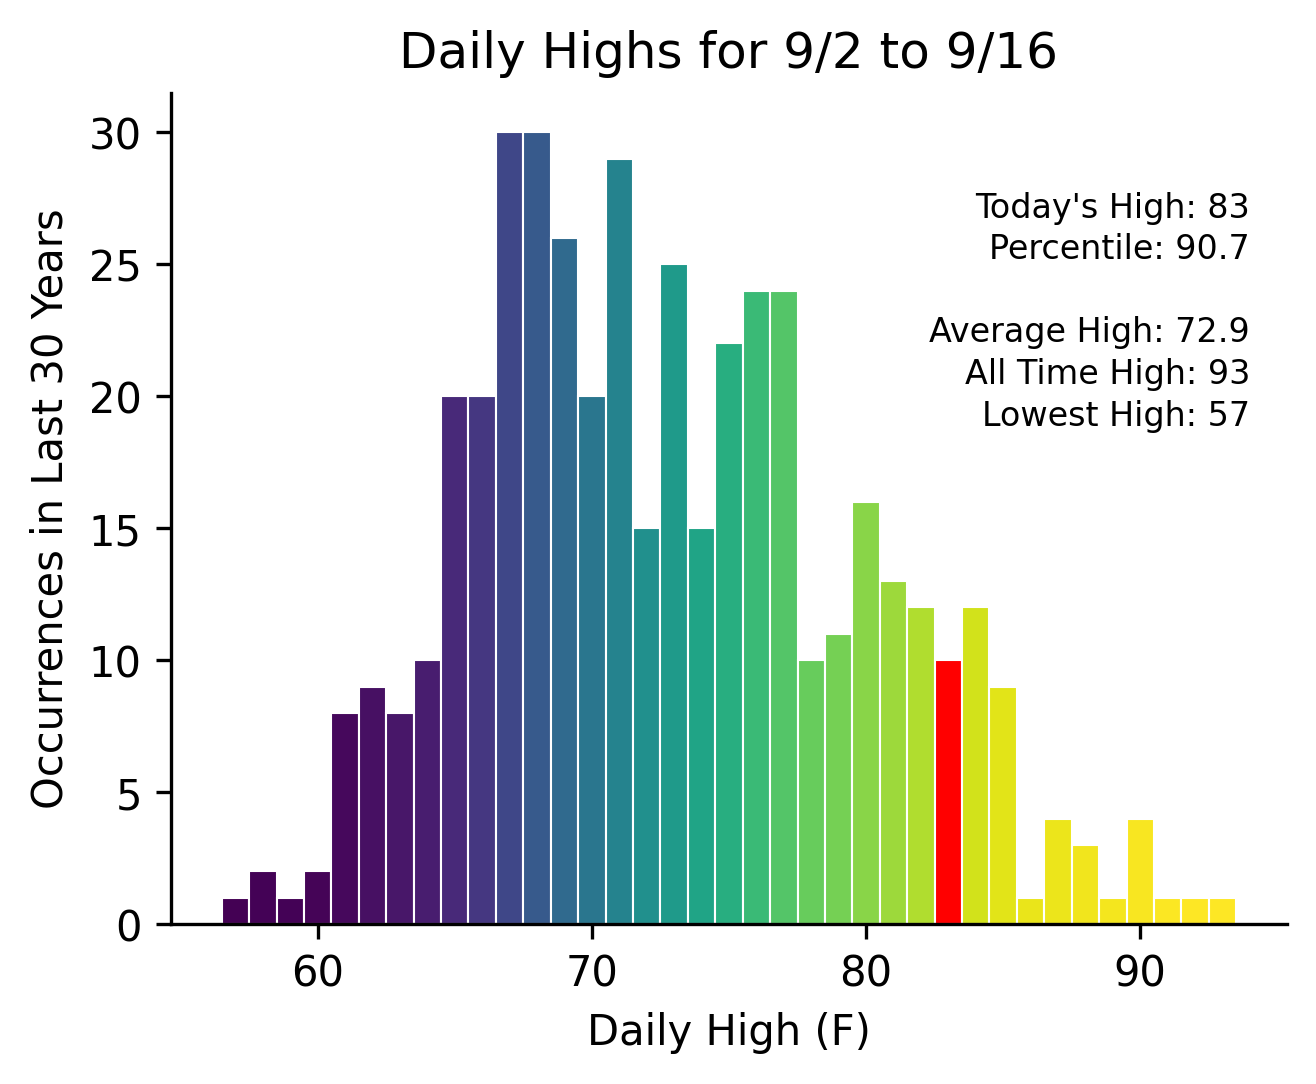 Daily Highs for 9/2 to 9/16
30
25
20
15
10
5
0
Occurrences in Last 30 Years
Today's High: 83
Percentile: 90.7
Average High: 72.9
All Time High: 93
Lowest High: 57
60 70 80 90
Daily High (F)